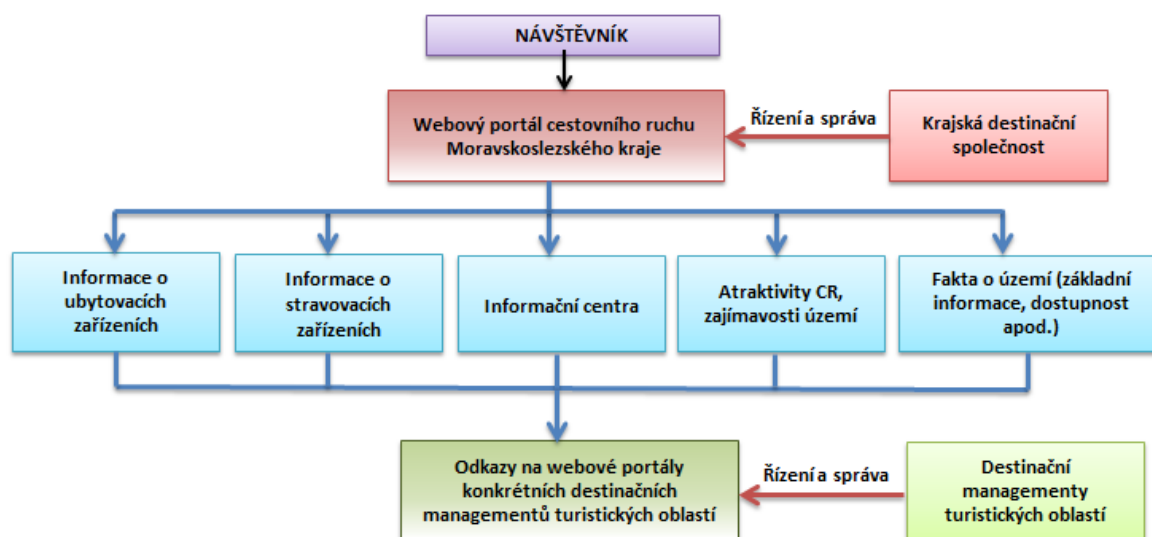 NÁVŠTĚVNÍK
Webový portál cestovního ruchu
Moravskoslezského kraje
Řízení a správa
Krajská destinační
společnost
Informace o
ubytovacích
zařízeních
Informace o
stravovacích
zařízeních
Informační centra
Atraktivity CR,
zajímavosti území
Fakta o území (základní
informace, dostupnost
apod.)
Odkazy na webové portály
konkrétních destinačních
managementů turistických oblastí
Řízení a správa
Destinační
managementy
turistických oblastí